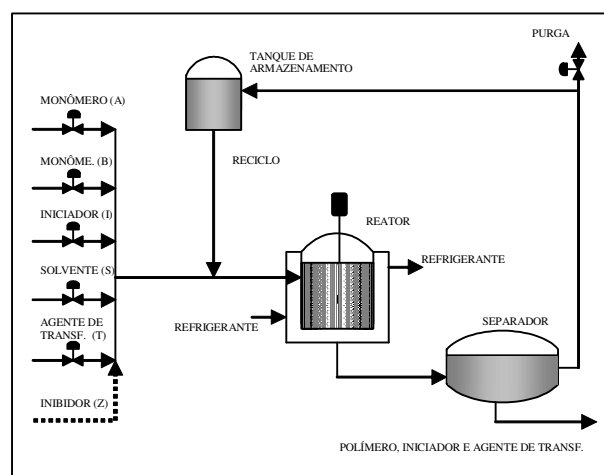 PURGA
TANQUE DE
ARMAZENAMENTO
MONÔMERO (A)
MONÔME. (B)
RECICLO
INICIADOR (I)
REATOR
SOLVENTE (S)
REFRIGERANTE
AGENTE DE
TRANSF. (T)
REFRIGERANTE
SEPARADOR
INIBIDOR (Z)
POLÍMERO, INICIADOR E AGENTE DE TRANSF.